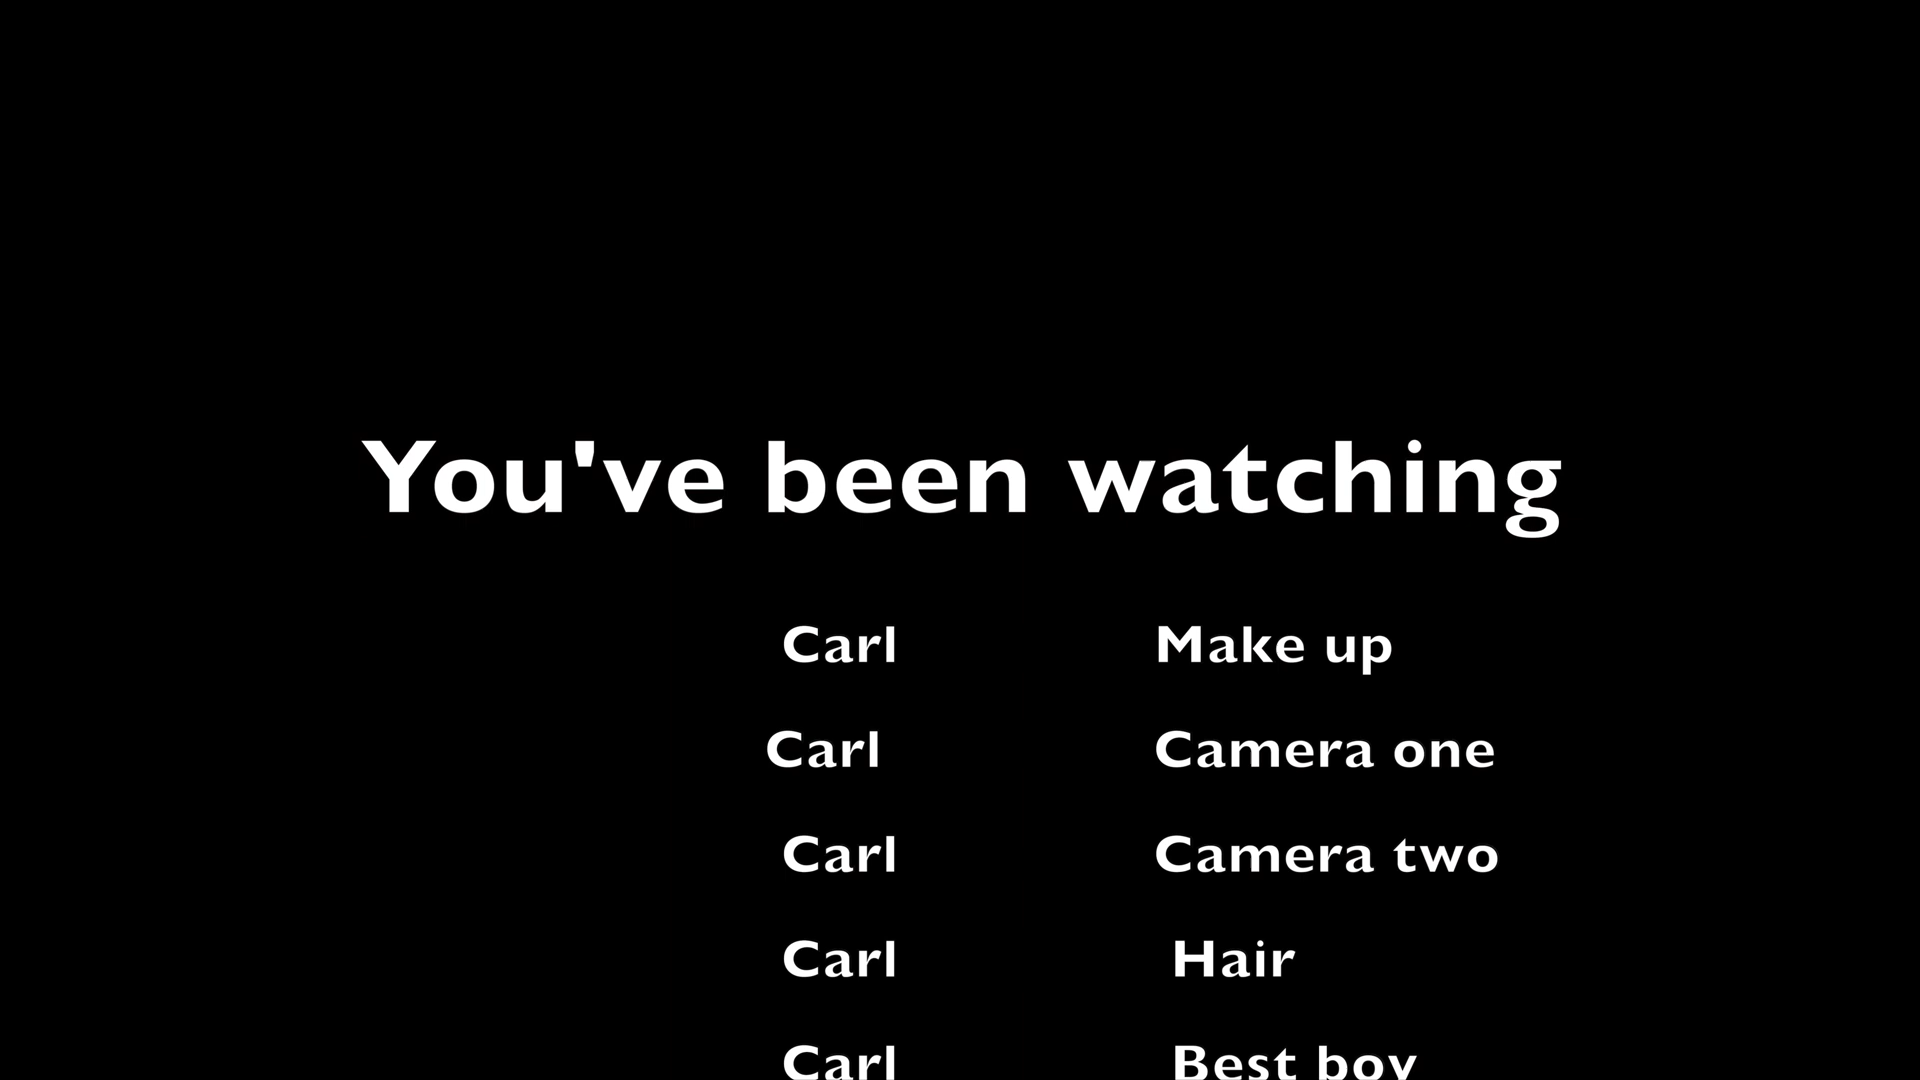 You've been watching
Carl Make up
Carl Camera one
Carl Camera two
Carl Hair
Carl Best boy